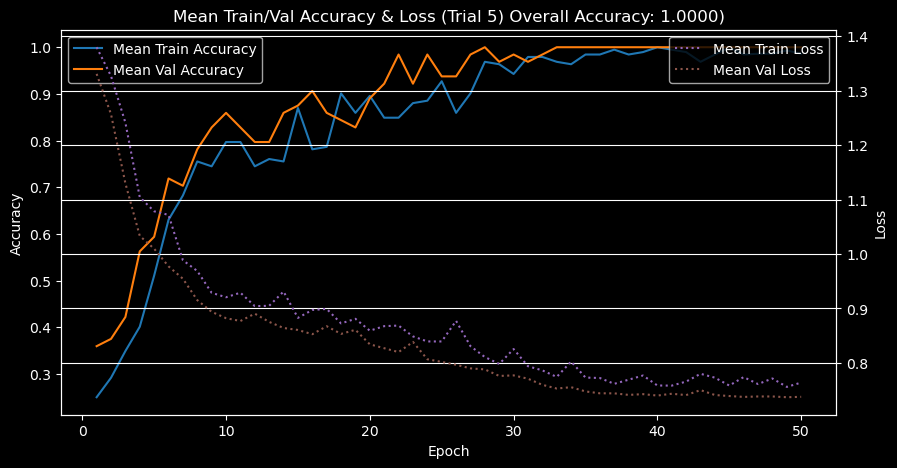 Mean Train/Val Accuracy & Loss (Trial 5) Overall Accuracy: 1.0000)
Mean Train Accuracy
Mean Val Accuracy
Mean Train Loss
Mean Val Loss
Accuracy
1.0
0.9
0.8
0.7
0.6
0.5
0.4
0.3
1.4
1.3
1.2
1.1
1.0
0.9
0.8
Loss
0
10
20
30
40
50
Epoch